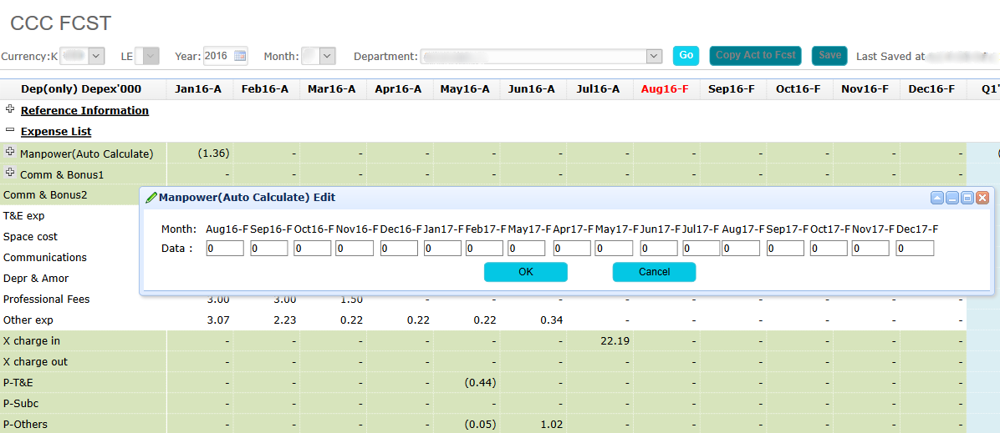 CCC FCST
Currency:K LE Year: 2016 Month: Department: Go Copy Act to Fcst Save Last Saved at
Dep(only) Depex'000 Jan16-A Feb16-A Mar16-A Apr16-A May16-A Jun16-A Jul16-A Aug16-F Sep16-F Oct16-F Nov16-F Dec16-F Q1'
Reference Information
Expense List
Manpower(Auto Calculate) (1.36) - - - - - - - - - - - (
Comm & Bonus1 - - - - - - - - - - - -
Comm & Bonus2
Manpower(Auto Calculate) Edit
T&E exp
Month: Aug16-F Sep16-F Oct16-F Nov16-F Dec16-F Jan17-F Feb17-F May17-F Apr17-F May17-F Jun17-F Jul17-F Aug17-F Sep17-F Oct17-F Nov17-F Dec17-F
Space cost
Data : 0 0 0 0 0 0 0 0 0 0 0 0 0 0 0 0 0
Communications
OK Cancel
Depr & Amor
Professional Fees 3.00 3.00 1.50 - - - - - - - - -
Other exp 3.07 2.23 0.22 0.22 0.22 0.34 - - - - - -
X charge in - - - - - - 22.19 - - - - -
X charge out - - - - - - - - - - - -
P-T&E - - - - (0.44) - - - - - - -
P-Subc - - - - - - - - - - - -
P-Others - - - - (0.05) 1.02 - - - - - -